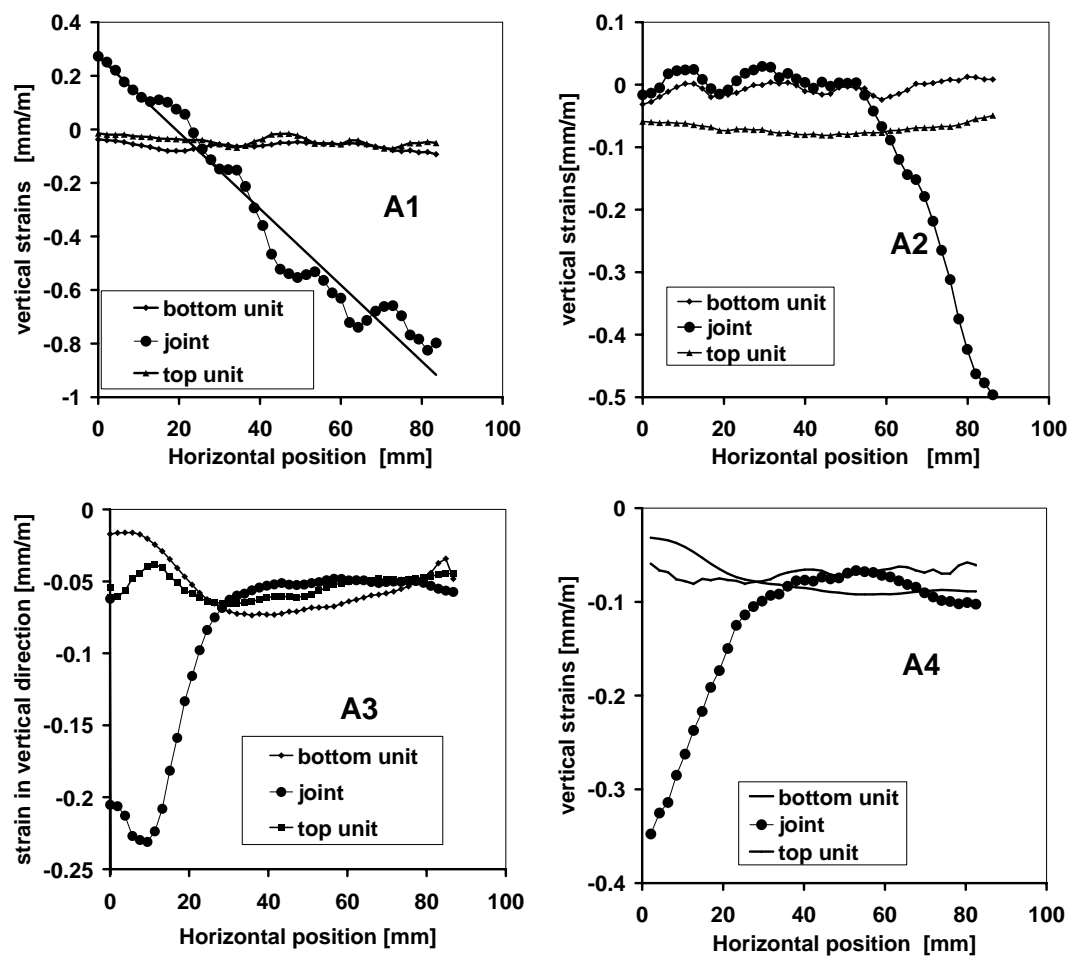 0.4
0.2
0
-0.2
-0.4
-0.6
-0.8
-1
vertical strains [mm/m]
A1
bottom unit
joint
top unit
0 20 40 60 80 100
Horizontal position [mm]
0.1
0
-0.1
-0.2
-0.3
-0.4
-0.5
vertical strains[mm/m]
A2
bottom unit
joint
top unit
0 20 40 60 80 100
Horizontal position [mm]
0
-0.05
-0.1
-0.15
-0.2
-0.25
strain in vertical direction [mm/m]
A3
bottom unit
joint
top unit
0 20 40 60 80 100
Horizontal position [mm]
0
-0.1
-0.2
-0.3
-0.4
vertical strains [mm/m]
A4
bottom unit
joint
top unit
0 20 40 60 80 100
Horizontal position [mm]